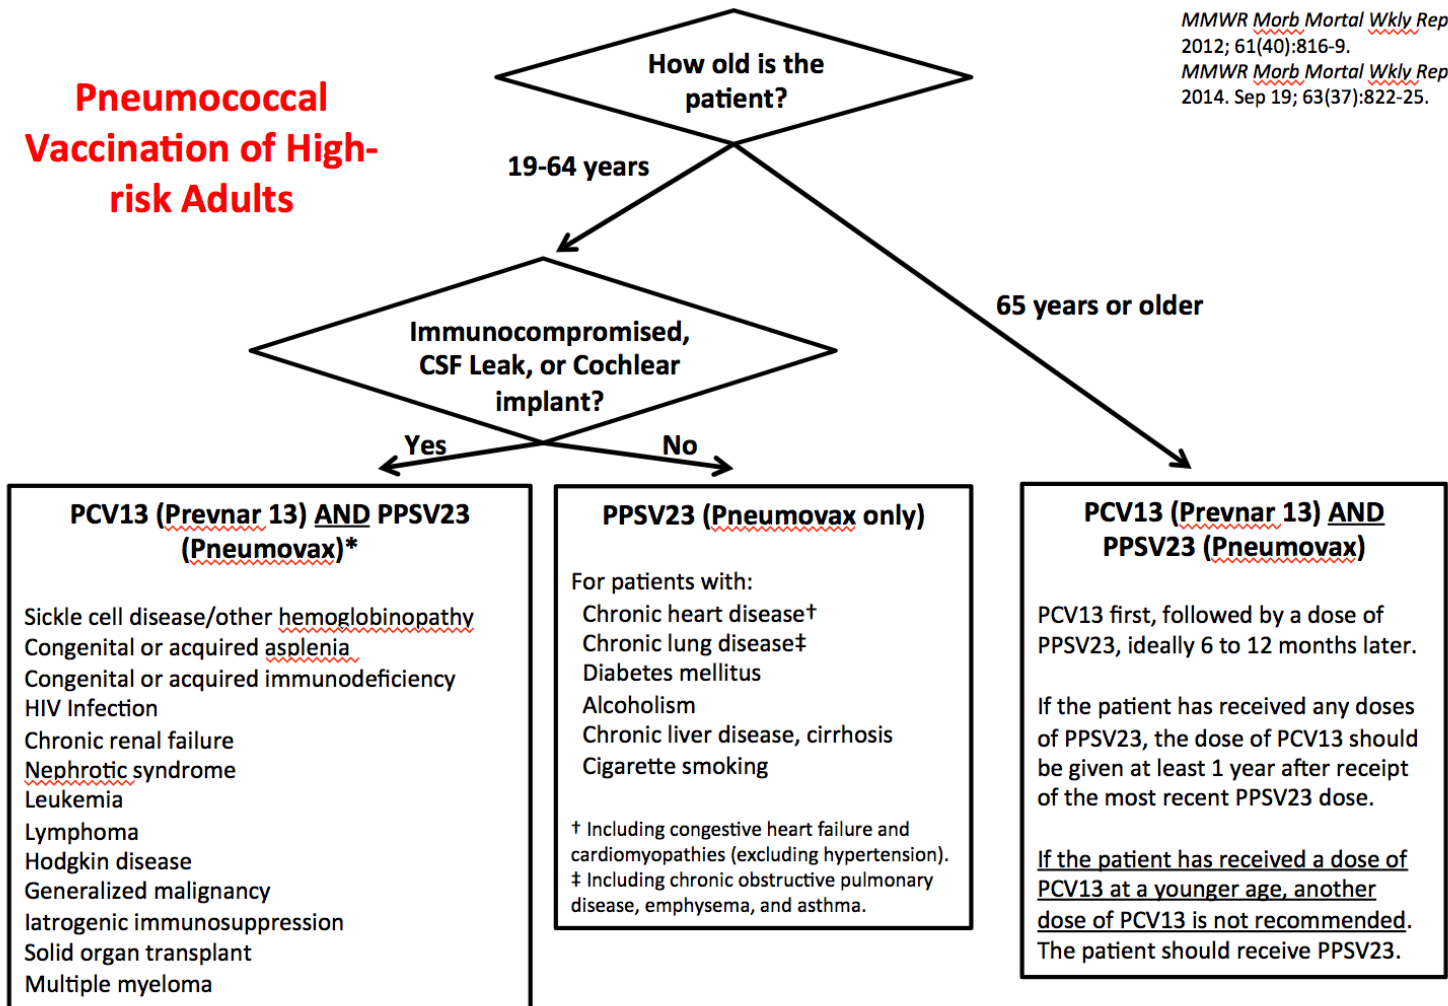 Pneumococcal
Vaccination of High-
risk Adults
MMWR Morb Mortal Wkly Rep
2012; 61(40):816-9.
MMWR Morb Mortal Wkly Rep
2014. Sep 19; 63(37):822-25.
How old is the
patient?
19-64 years
65 years or older
Immunocompromised,
CSF Leak, or Cochlear
implant?
Yes
No
PCV13 (Prevnar 13) AND PPSV23
(Pneumovax)*
Sickle cell disease/other hemoglobinopathy
Congenital or acquired asplenia
Congenital or acquired immunodeficiency
HIV Infection
Chronic renal failure
Nephrotic syndrome
Leukemia
Lymphoma
Hodgkin disease
Generalized malignancy
Iatrogenic immunosuppression
Solid organ transplant
Multiple myeloma
PPSV23 (Pneumovax only)
For patients with:
Chronic heart disease†
Chronic lung disease‡
Diabetes mellitus
Alcoholism
Chronic liver disease, cirrhosis
Cigarette smoking
† Including congestive heart failure and
cardiomyopathies (excluding hypertension).
‡ Including chronic obstructive pulmonary
disease, emphysema, and asthma.
PCV13 (Prevnar 13) AND
PPSV23 (Pneumovax)
PCV13 first, followed by a dose of
PPSV23, ideally 6 to 12 months later.
If the patient has received any doses
of PPSV23, the dose of PCV13 should
be given at least 1 year after receipt
of the most recent PPSV23 dose.
If the patient has received a dose of
PCV13 at a younger age, another
dose of PCV13 is not recommended.
The patient should receive PPSV23.